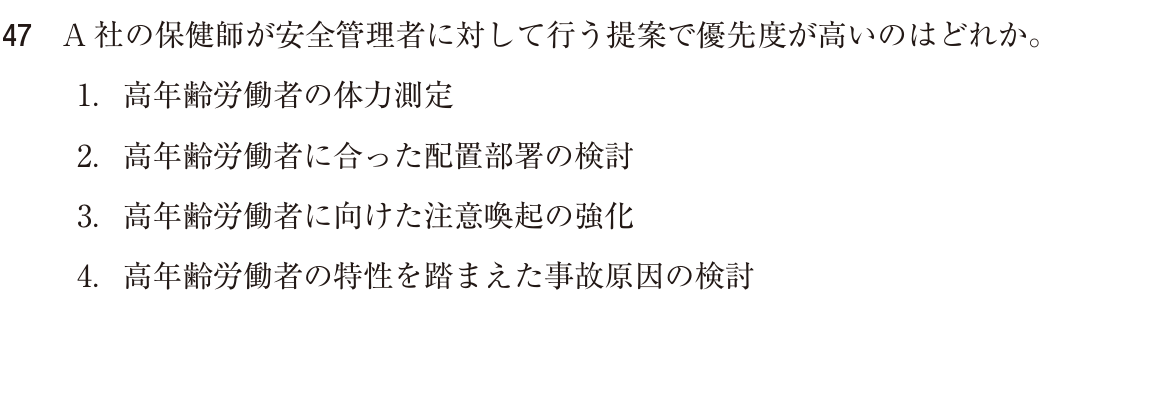 47 A 社の保健師が安全管理者に対して行う提案で優先度が高いのはどれか。
1. 高年齢労働者の体力測定
2. 高年齢労働者に合った配置部署の検討
3. 高年齢労働者に向けた注意喚起の強化
4. 高年齢労働者の特性を踏まえた事故原因の検討